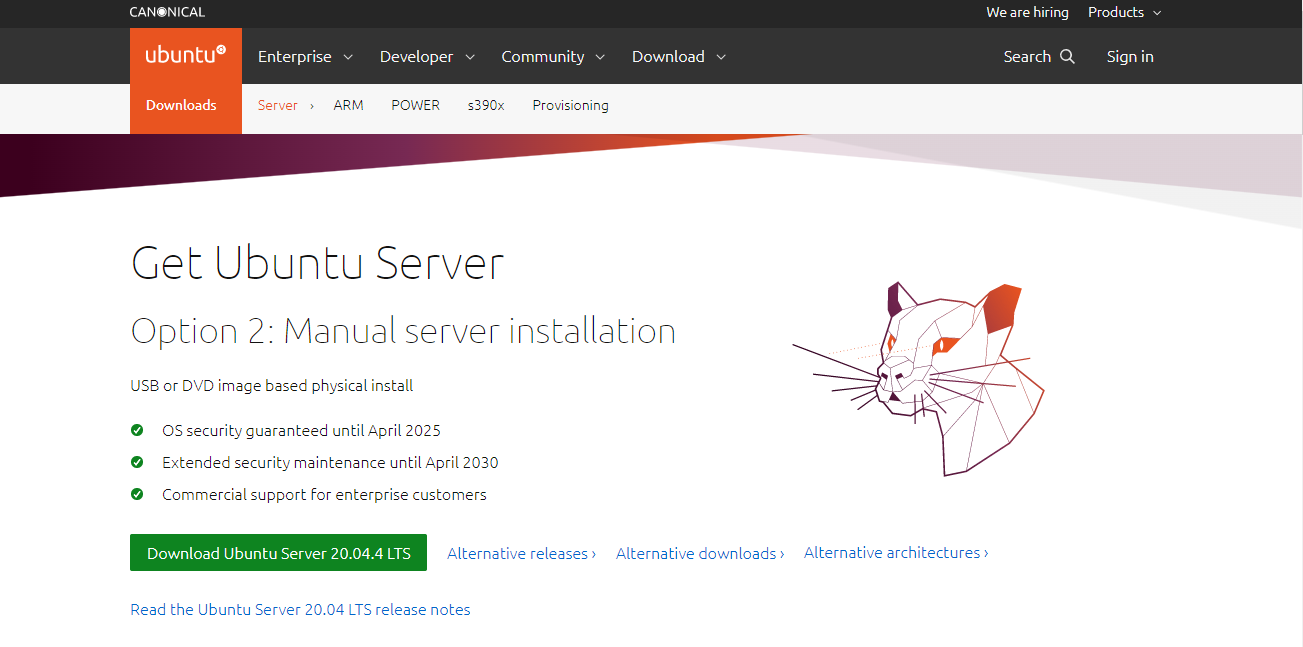 CANONICAL
We are hiring Products
ubuntu
Enterprise Developer Community Download Search Sign in
Downloads Server › ARM POWER s390x Provisioning
Get Ubuntu Server
Option 2: Manual server installation
USB or DVD image based physical install
OS security guaranteed until April 2025
Extended security maintenance until April 2030
Commercial support for enterprise customers
Download Ubuntu Server 20.04.4 LTS Alternative releases › Alternative downloads › Alternative architectures ›
Read the Ubuntu Server 20.04 LTS release notes